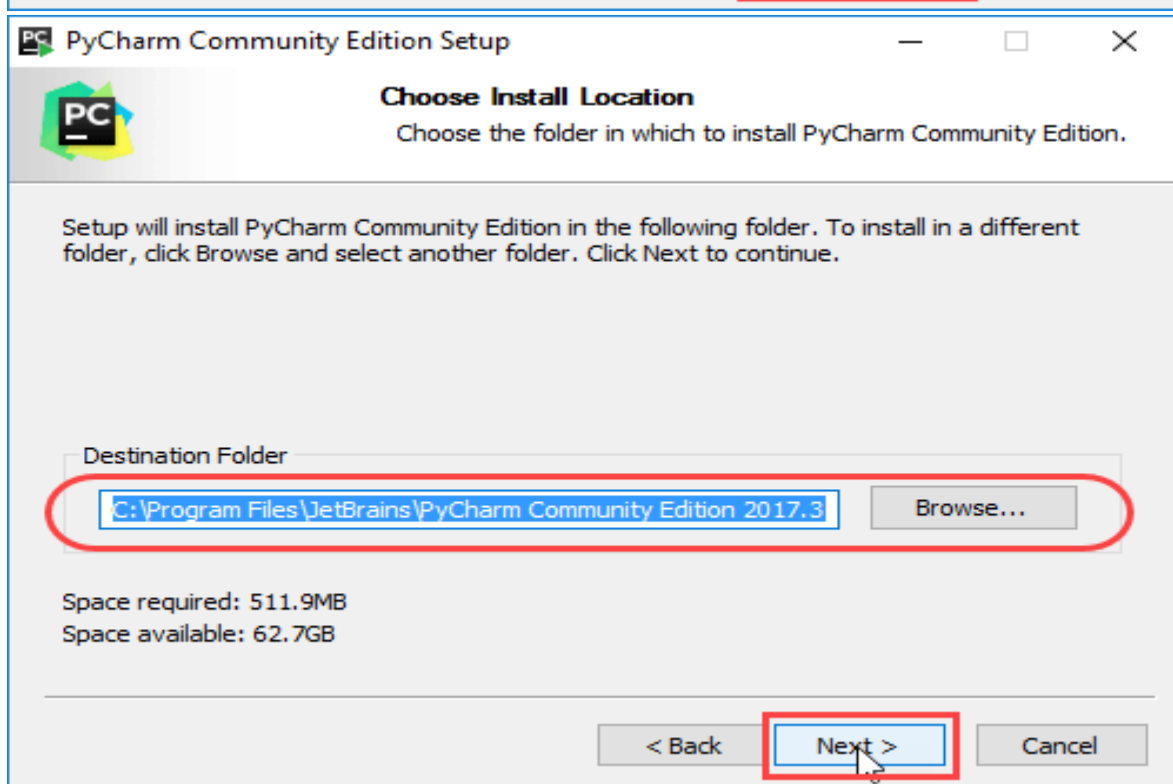 PC PyCharm Community Edition Setup
PC
Choose Install Location
Choose the folder in which to install PyCharm Community Edition.
Setup will install PyCharm Community Edition in the following folder. To install in a different
folder, click Browse and select another folder. Click Next to continue.
Destination Folder
C:\Program Files\JetBrains\PyCharm Community Edition 2017.3 Browse...
Space required: 511.9MB
Space available: 62.7GB
< Back Next > Cancel